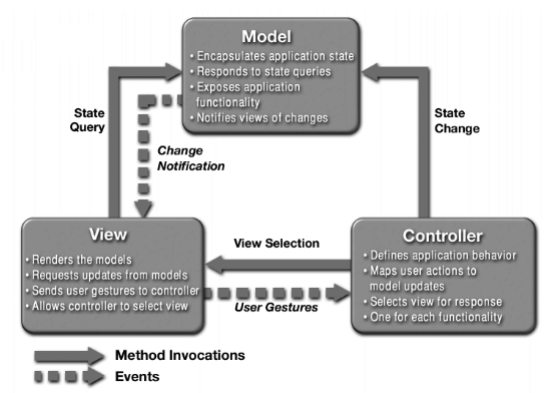 Model
• Encapsulates application state
• Responds to state queries
• Exposes application
functionality
• Notifies views of changes
State
Query
Change
Notification
State
Change
View
• Renders the models
• Requests updates from models
• Sends user gestures to controller
• Allows controller to select view
View Selection
User Gestures
Controller
• Defines application behavior
• Maps user actions to
model updates
• Selects view for response
• One for each functionality
Method Invocations
Events